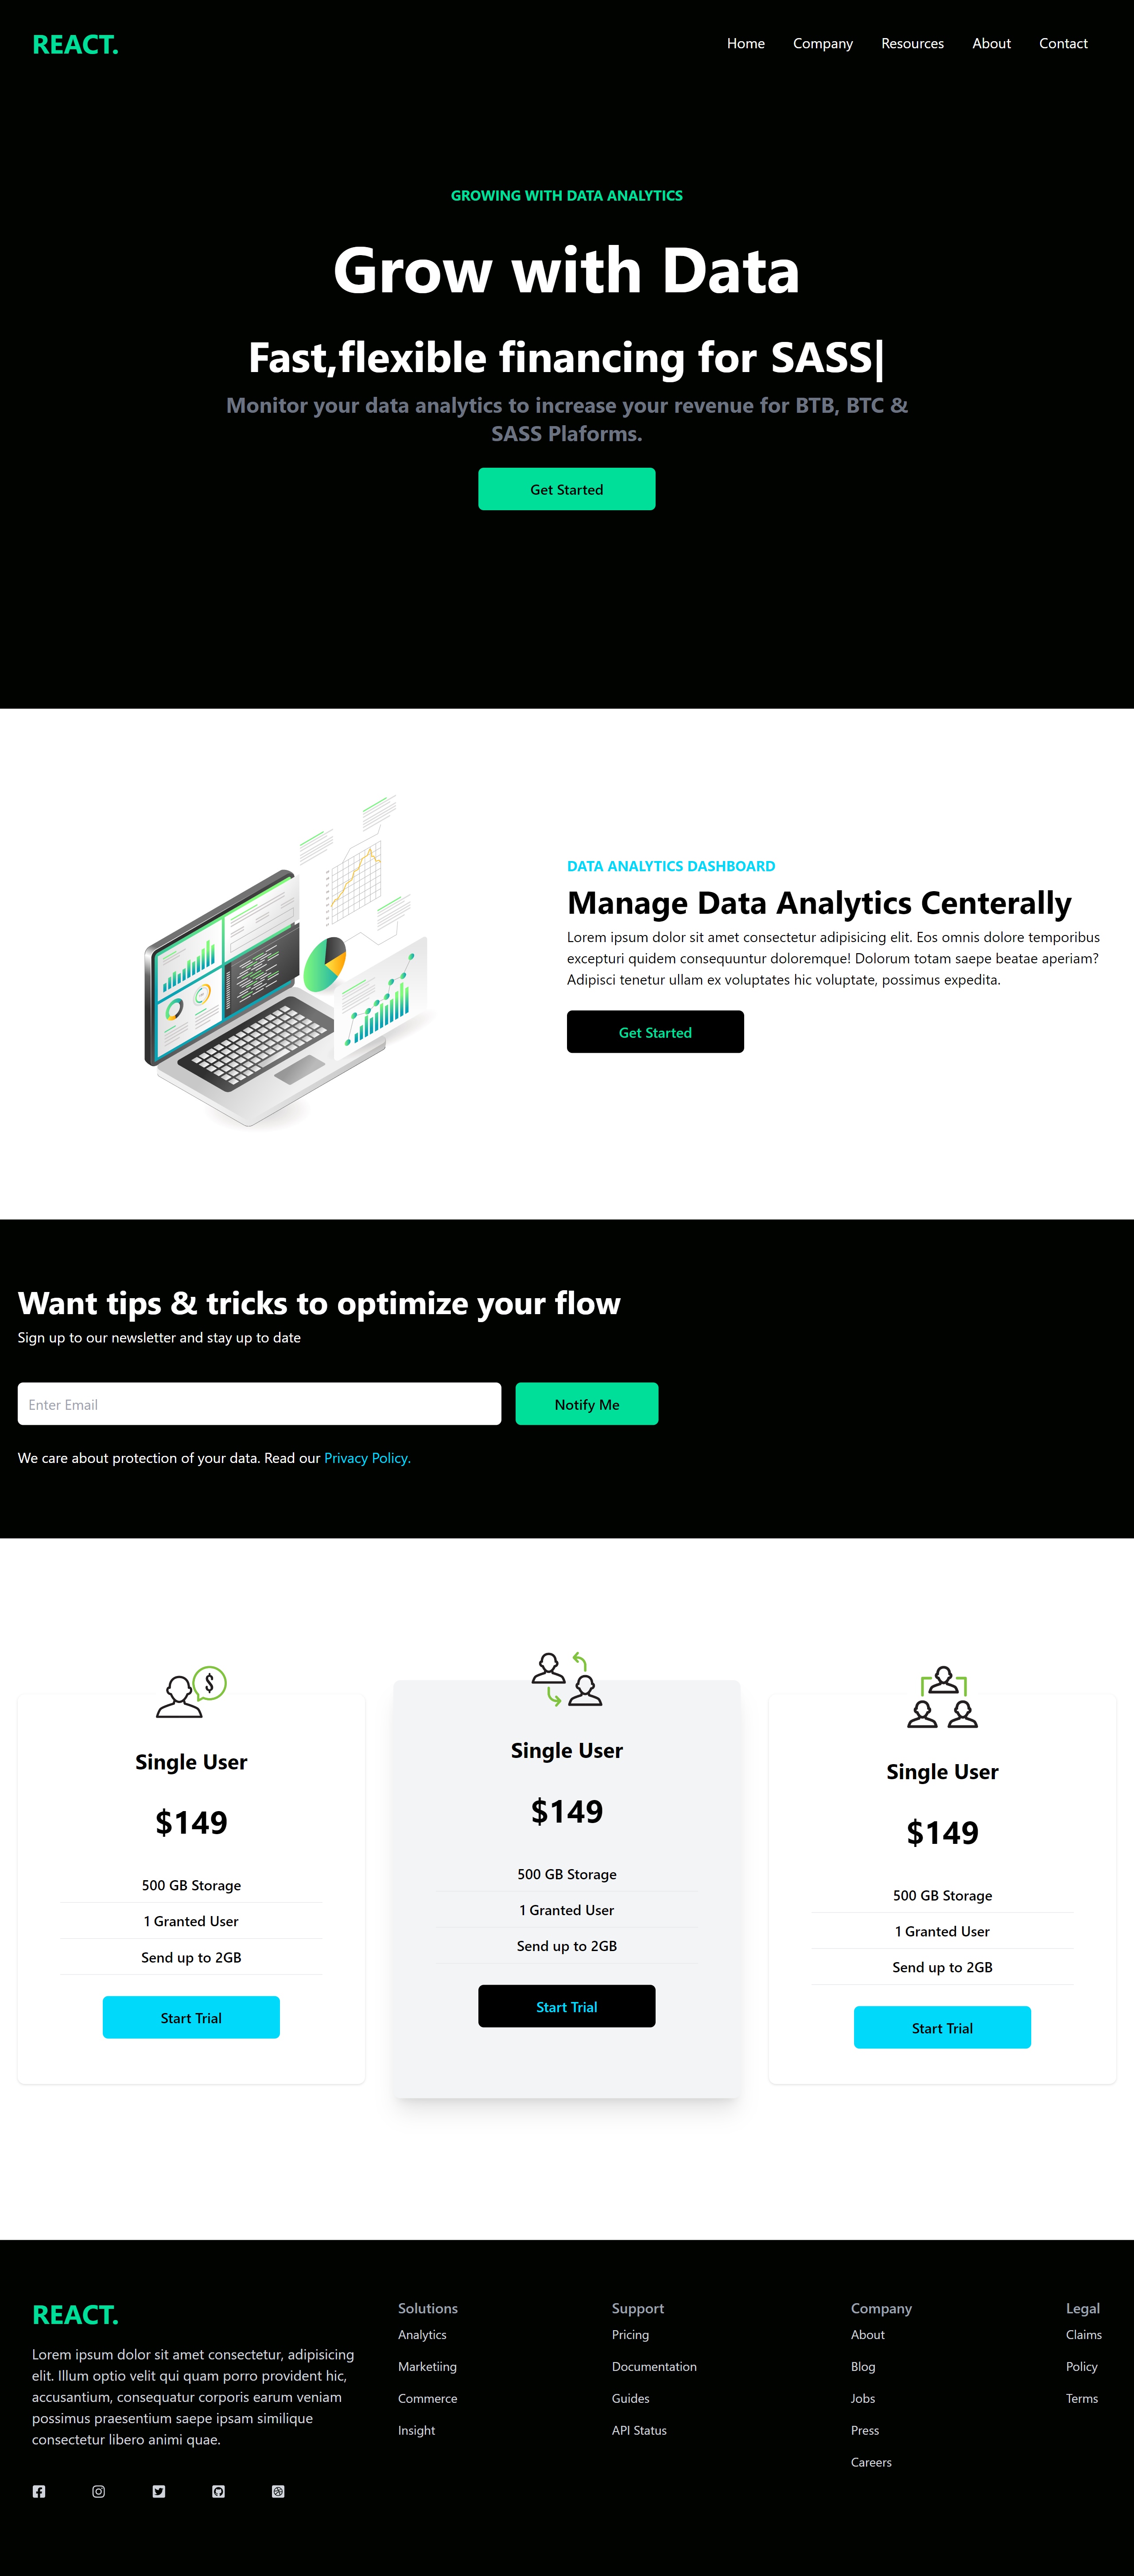 REACT.
Home
Company
Resources
About
Contact
GROWING WITH DATA ANALYTICS
Grow with Data
Fast,flexible financing for SASS|
Monitor your data analytics to increase your revenue for BTB, BTC &
SASS Plaforms.
Get Started
DATA ANALYTICS DASHBOARD
Manage Data Analytics Centerally
Lorem ipsum dolor sit amet consectetur adipisicing elit. Eos omnis dolore temporibus
excepturi quidem consequuntur doloremque! Dolorum totam saepe beatae aperiam?
Adipisci tenetur ullam ex voluptates hic voluptate, possimus expedita.
Get Started
Want tips & tricks to optimize your flow
Sign up to our newsletter and stay up to date
Enter Email
Notify Me
We care about protection of your data. Read our Privacy Policy.
$
Single User
$149
500 GB Storage
1 Granted User
Send up to 2GB
Start Trial
Single User
$149
500 GB Storage
1 Granted User
Send up to 2GB
Start Trial
Single User
$149
500 GB Storage
1 Granted User
Send up to 2GB
Start Trial
REACT.
Lorem ipsum dolor sit amet consectetur, adipisicing
elit. Illum optio velit qui quam porro provident hic,
accusantium, consequatur corporis earum veniam
possimus praesentium saepe ipsam similique
consectetur libero animi quae.
Solutions
Analytics
Marketiing
Commerce
Insight
Support
Pricing
Documentation
Guides
API Status
Company
About
Blog
Jobs
Press
Careers
Legal
Claims
Policy
Terms